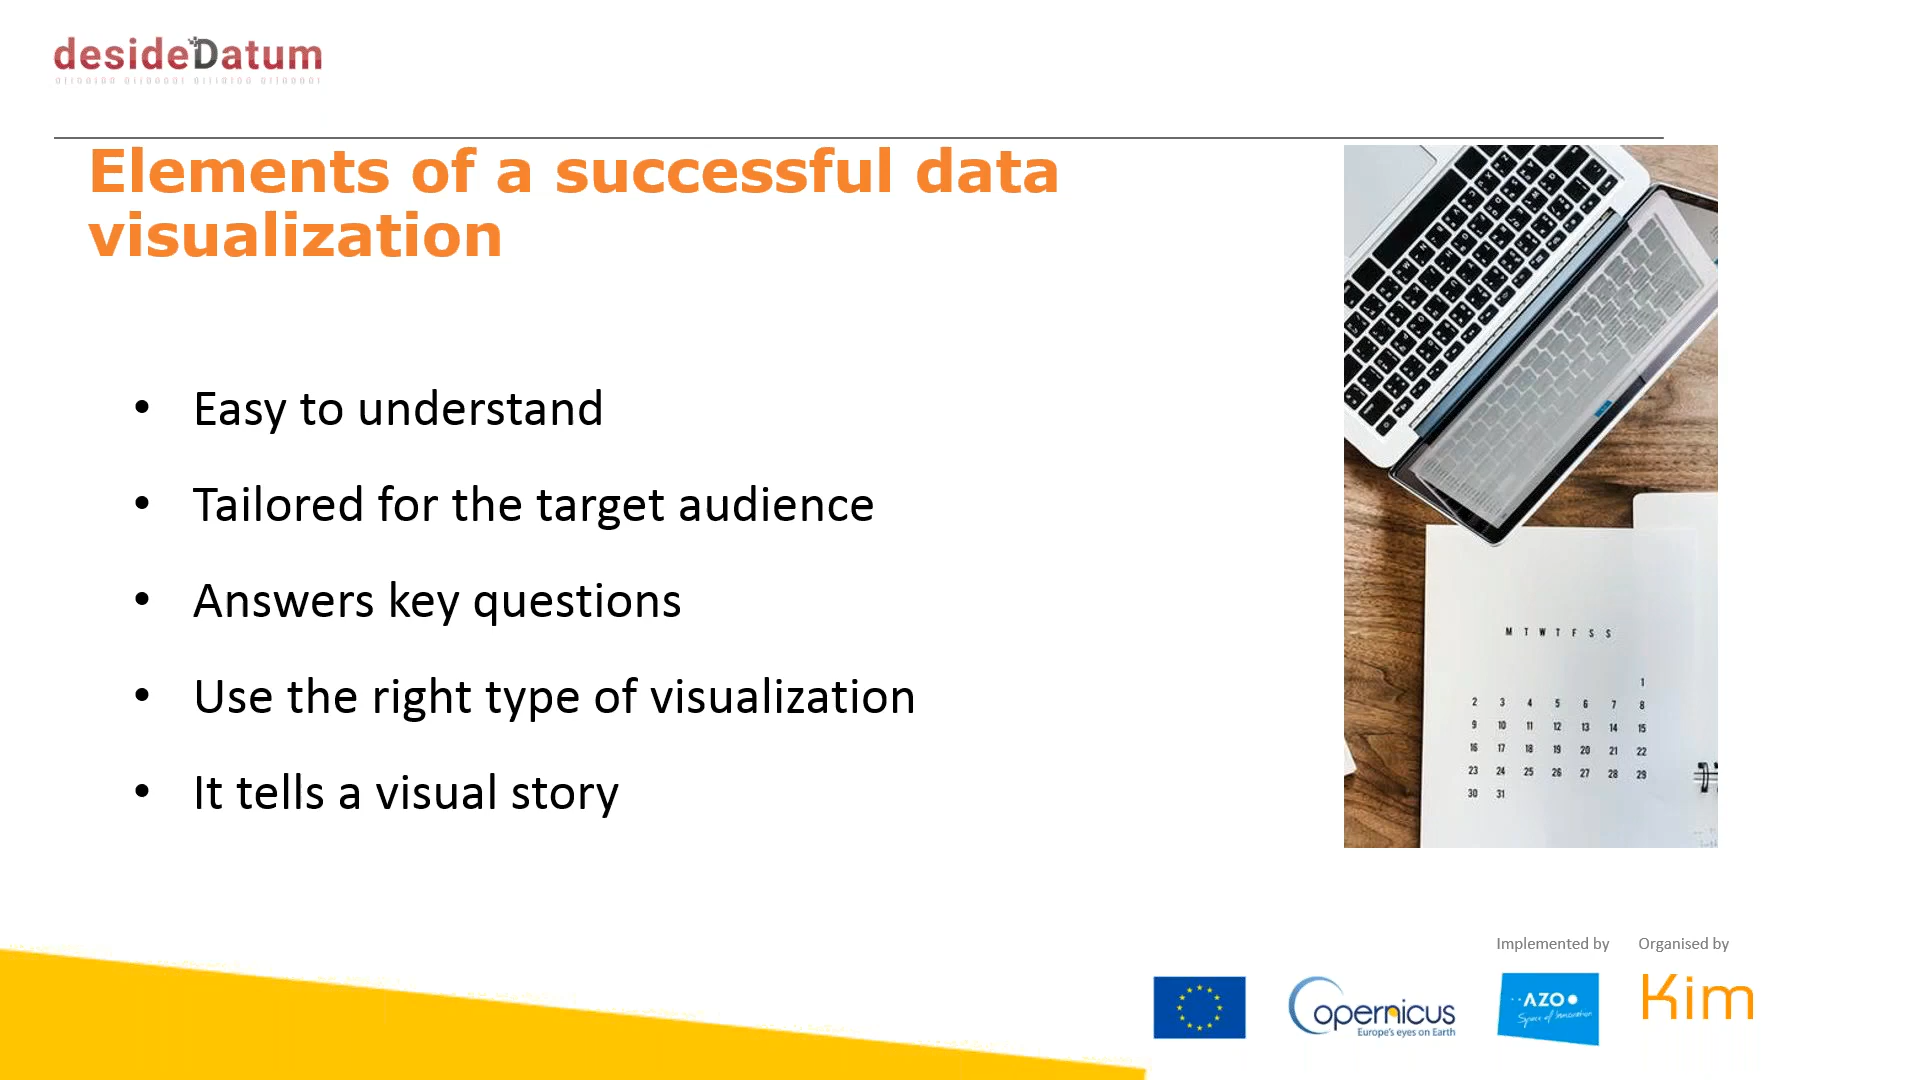 desideDatum
Elements of a successful data
visualization
• Easy to understand
• Tailored for the target audience
• Answers key questions
• Use the right type of visualization
• It tells a visual story
M T W T F S S
1
2 3 4 5 6 7 8
9 10 11 12 13 14 15
16 17 18 19 20 21 22
23 24 25 26 27 28 29
30 31
Implemented by
Organised by
Copernicus
Europe's eyes on Earth
AZO
Space of Innovation
Kim